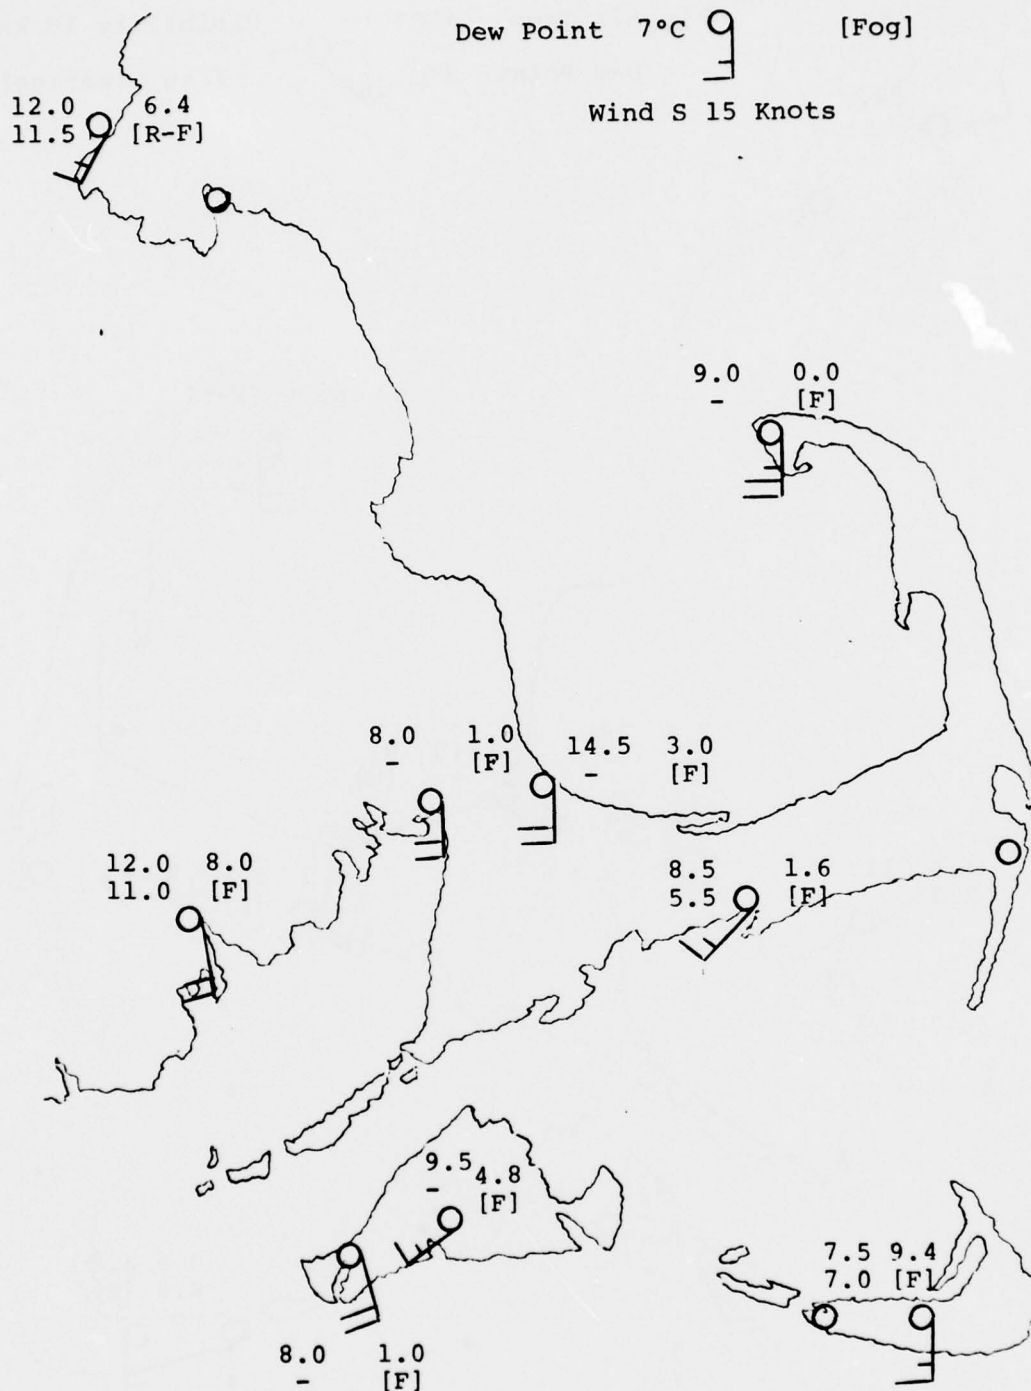 Dew Point 7°C [Fog]
Wind S 15 Knots
12.0 6.4
11.5 [R-F]
9.0 0.0
- [F]
8.0 1.0
- [F]
14.5 3.0
- [F]
12.0 8.0
11.0 [F]
8.5 1.6
5.5 [F]
9.5 4.8
- [F]
7.5 9.4
7.0 [F]
8.0 1.0
- [F]